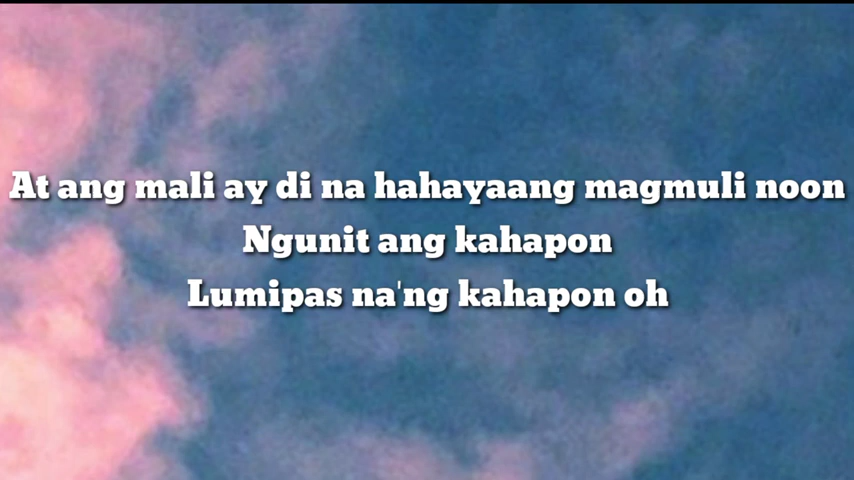 At ang mali ay di na hahayaang magmuli noon
Ngunit ang kahapon
Lumipas na'ng kahapon oh